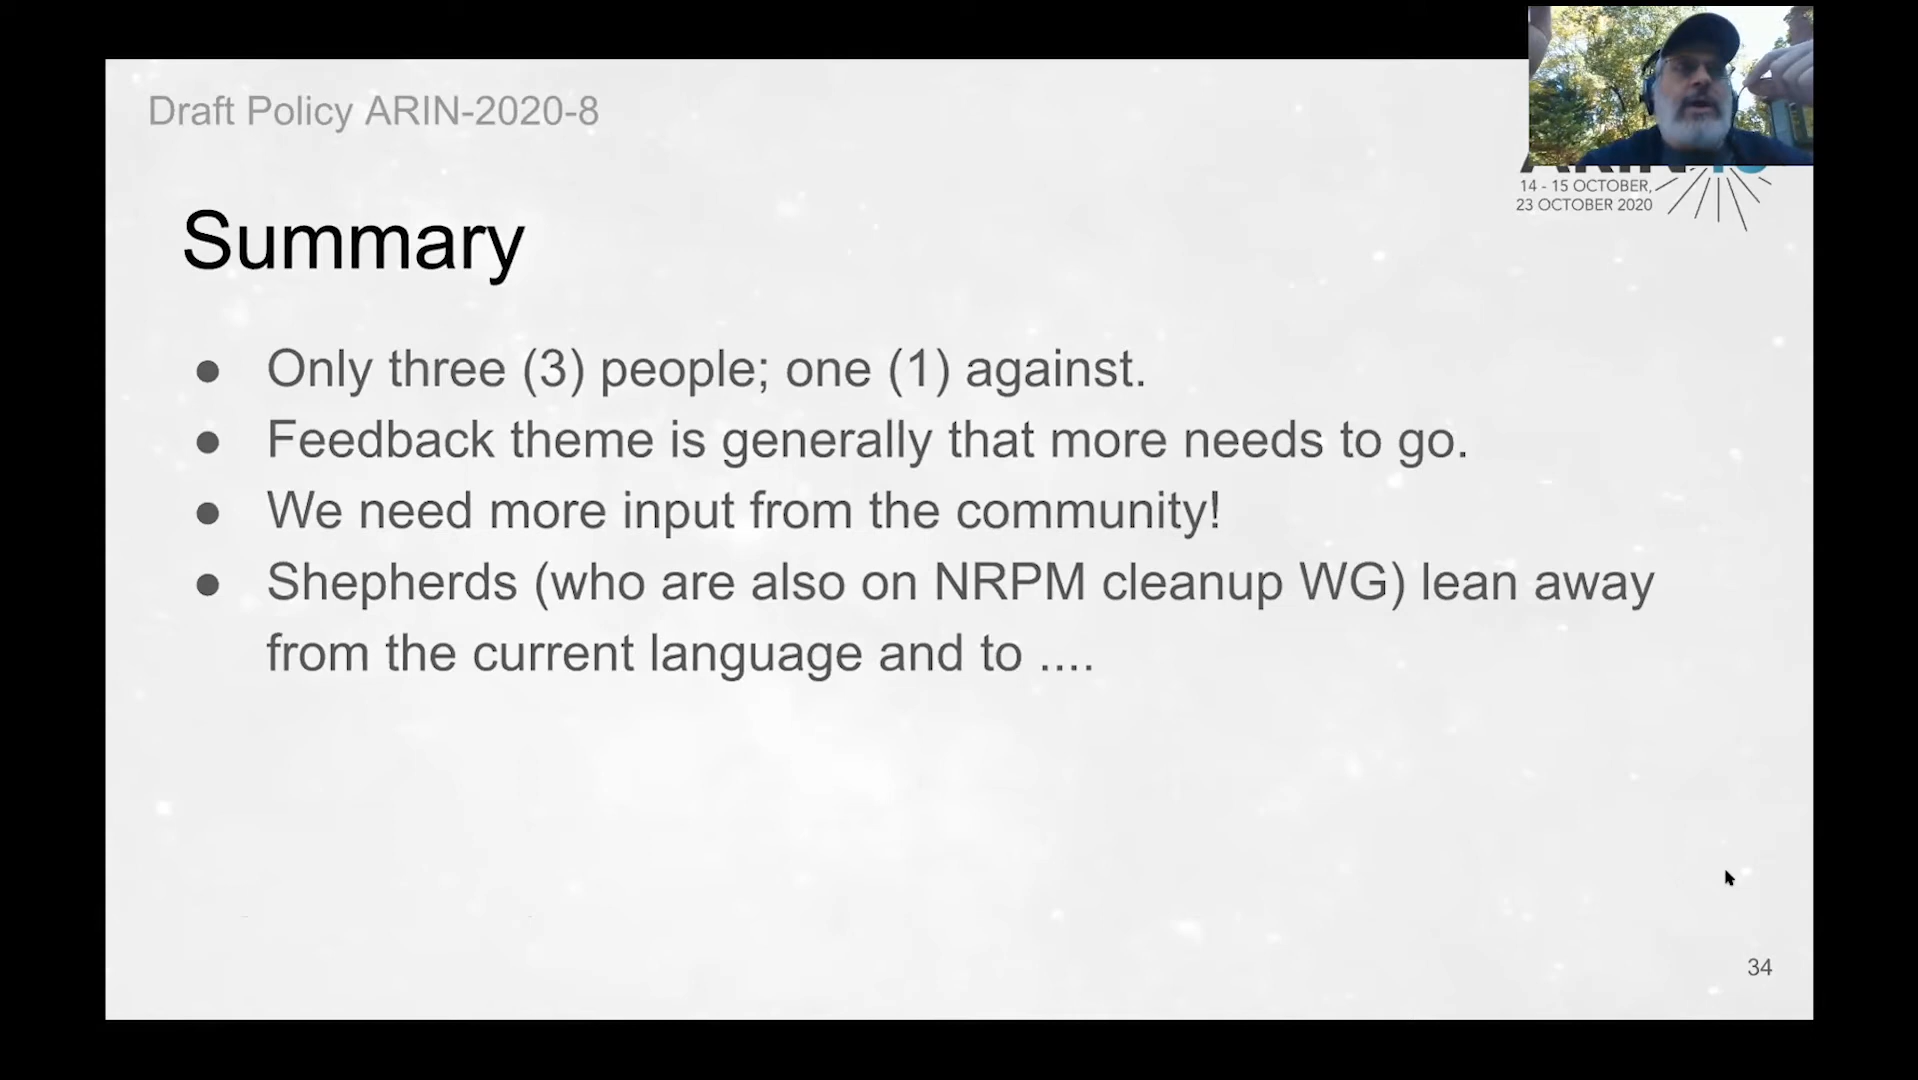 Draft Policy ARIN-2020-8
14 - 15 OCTOBER,
23 OCTOBER 2020
Summary
● Only three (3) people; one (1) against.
● Feedback theme is generally that more needs to go.
● We need more input from the community!
● Shepherds (who are also on NRPM cleanup WG) lean away
from the current language and to ....
34